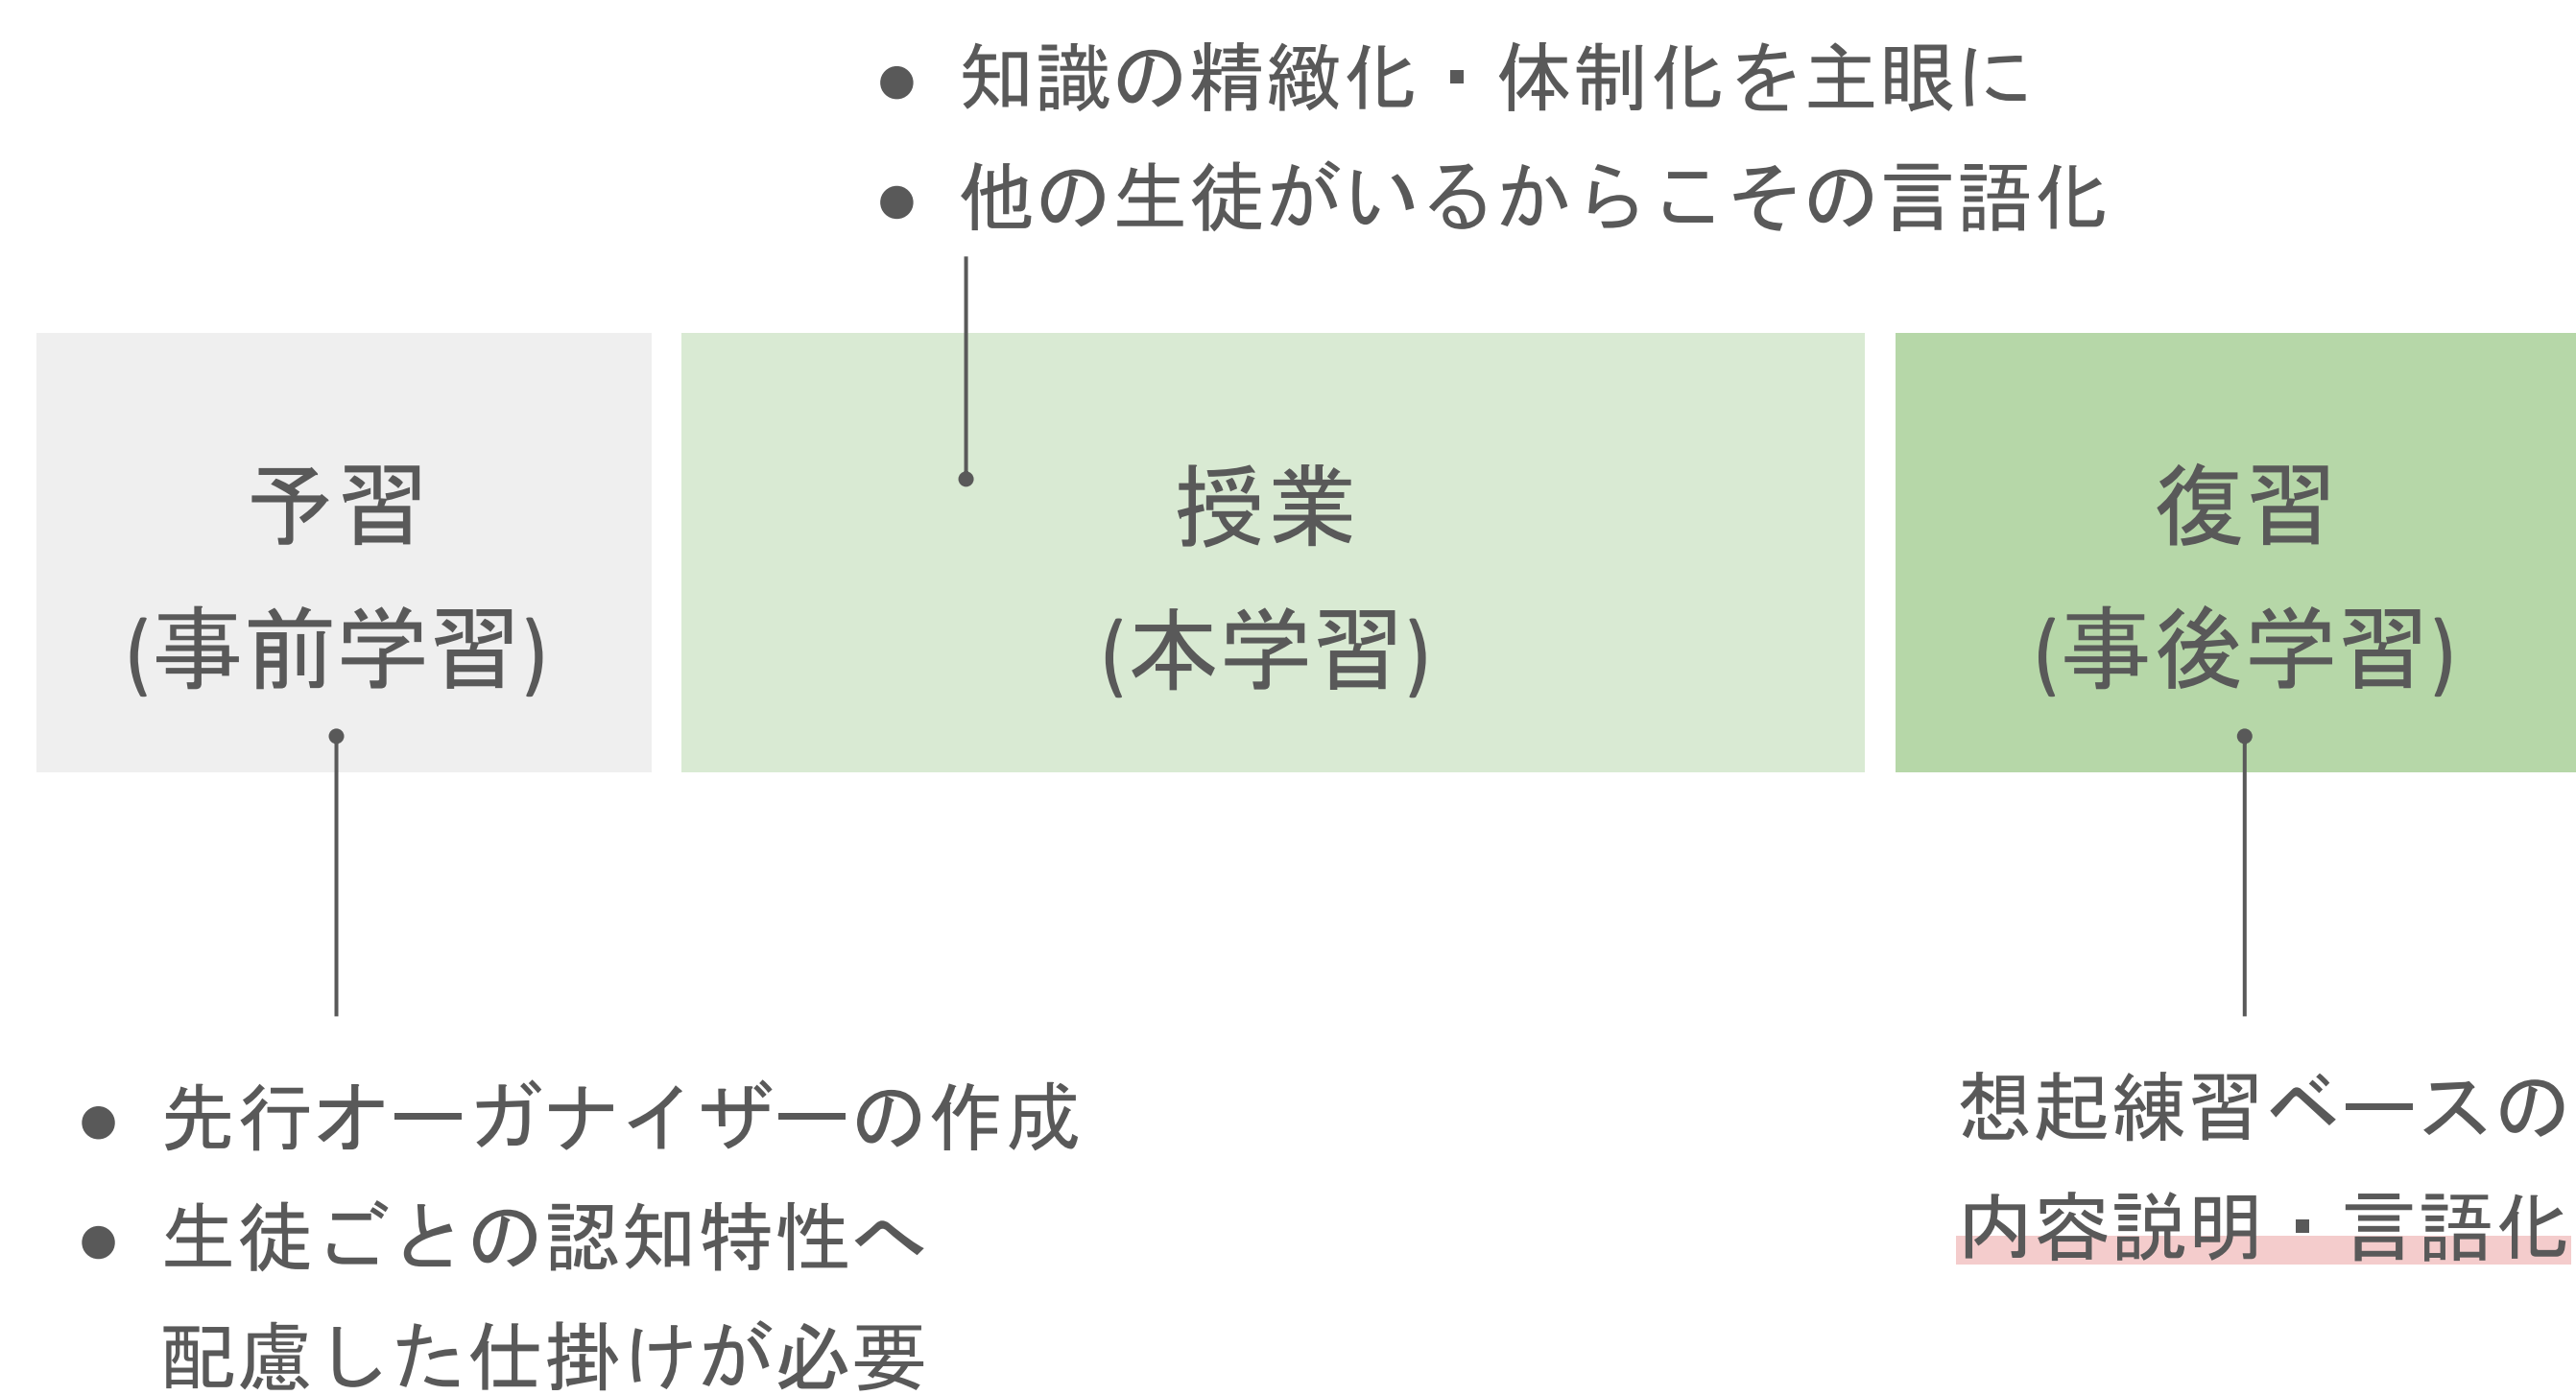 ● 知識の精緻化・体制化を主眼に
● 他の生徒がいるからこその言語化
予習
(事前学習)
授業
(本学習)
復習
(事後学習)
● 先行オーガナイザーの作成
● 生徒ごとの認知特性へ
配慮した仕掛けが必要
想起練習ベースの
内容説明・言語化